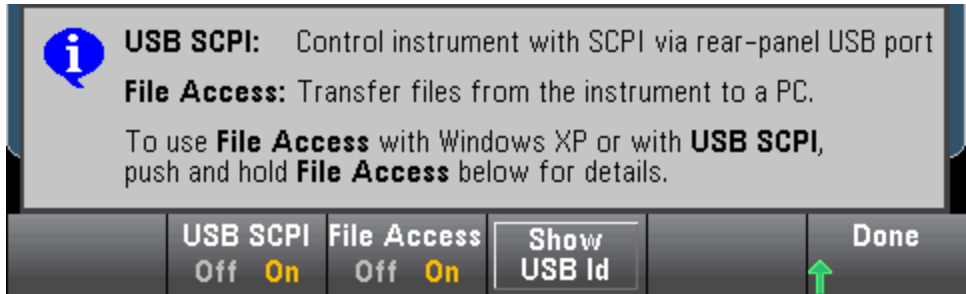 USB SCPI: Control instrument with SCPI via rear-panel USB port
File Access: Transfer files from the instrument to a PC.
To use File Access with Windows XP or with USB SCPI,
push and hold File Access below for details.
USB SCPI
Off On
File Access
Off On
Show
USB Id
Done